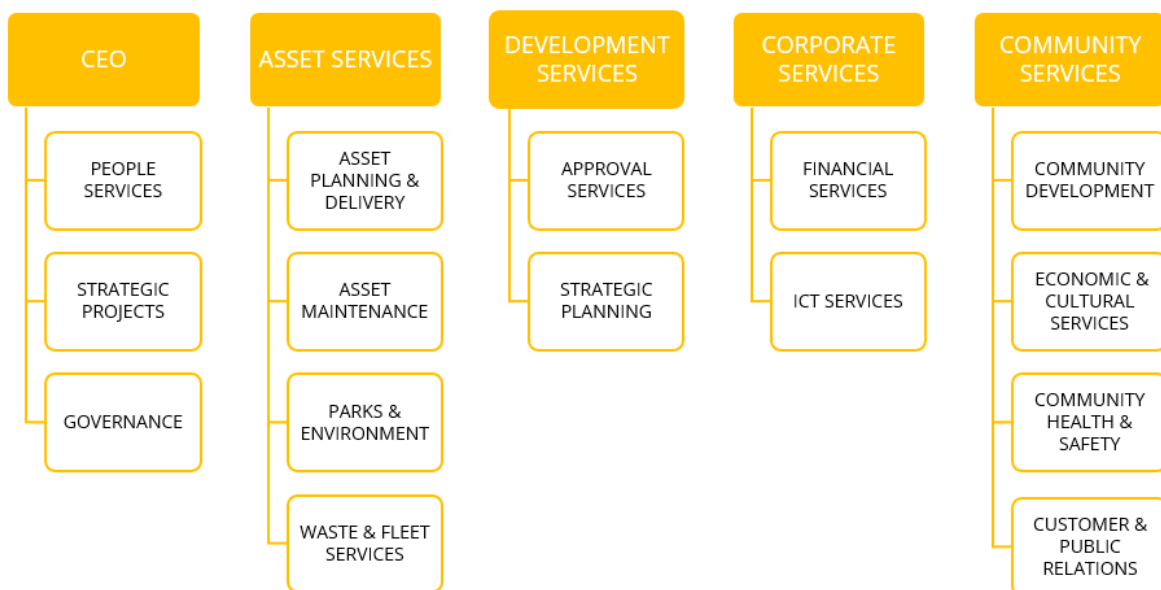 CEO
PEOPLE
SERVICES
STRATEGIC
PROJECTS
GOVERNANCE
ASSET SERVICES
ASSET
PLANNING &
DELIVERY
ASSET
MAINTENANCE
PARKS &
ENVIRONMENT
WASTE & FLEET
SERVICES
DEVELOPMENT
SERVICES
APPROVAL
SERVICES
STRATEGIC
PLANNING
CORPORATE
SERVICES
FINANCIAL
SERVICES
ICT SERVICES
COMMUNITY
SERVICES
COMMUNITY
DEVELOPMENT
ECONOMIC &
CULTURAL
SERVICES
COMMUNITY
HEALTH &
SAFETY
CUSTOMER &
PUBLIC
RELATIONS